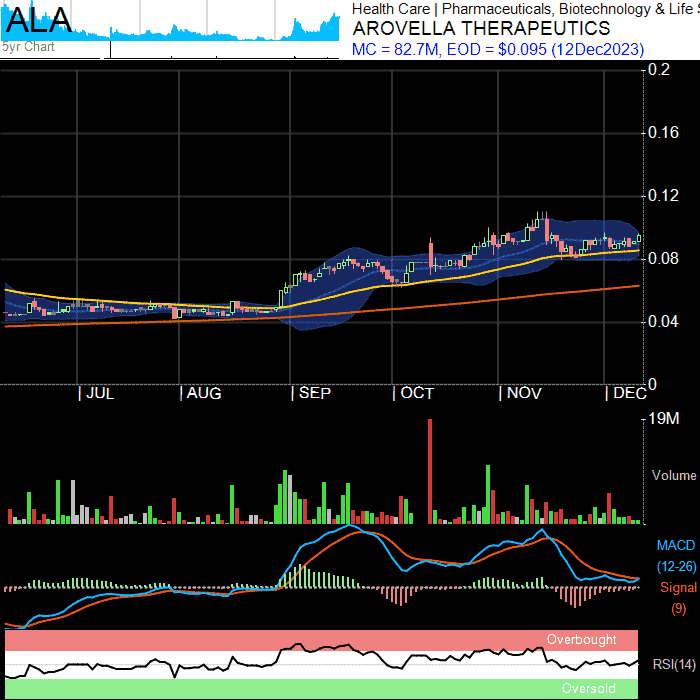 ALA
5yr Chart
Health Care | Pharmaceuticals, Biotechnology & Life S
AROVELLA THERAPEUTICS
MC = 82.7M, EOD = $0.095 (12Dec2023)
0.2
0.16
0.12
0.08
0.04
0
| JUL | AUG | SEP | OCT | NOV | DEC
19M
Volume
MACD
(12-26)
Signal
(9)
Overbought
RSI(14)
Oversold